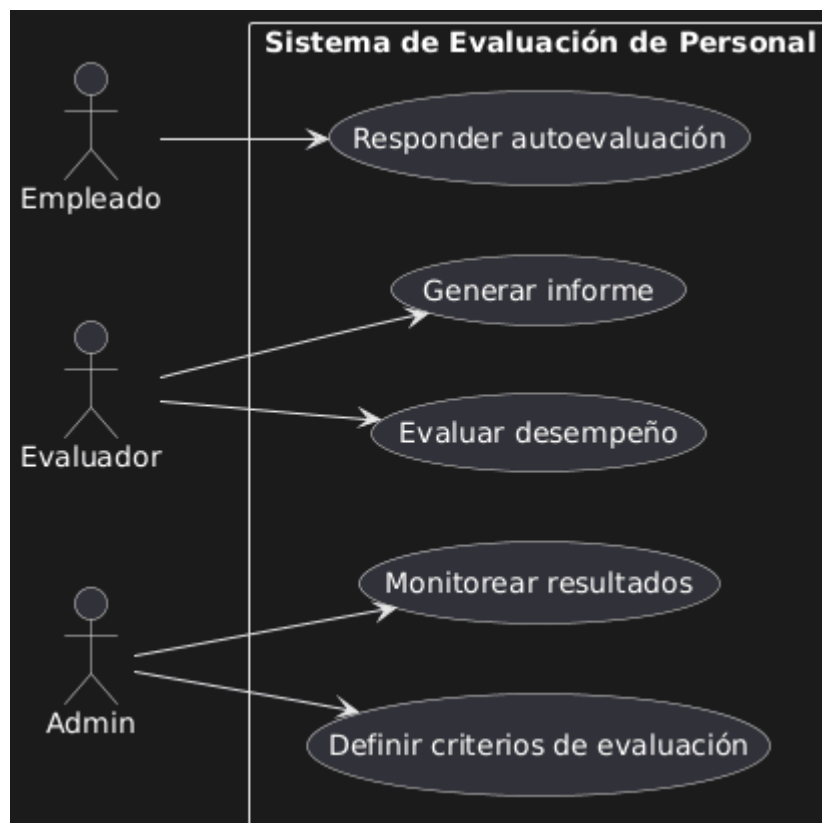 Sistema de Evaluación de Personal
Responder autoevaluación
Empleado
Generar informe
Evaluar desempeño
Evaluador
Monitorear resultados
Admin
Definir criterios de evaluación